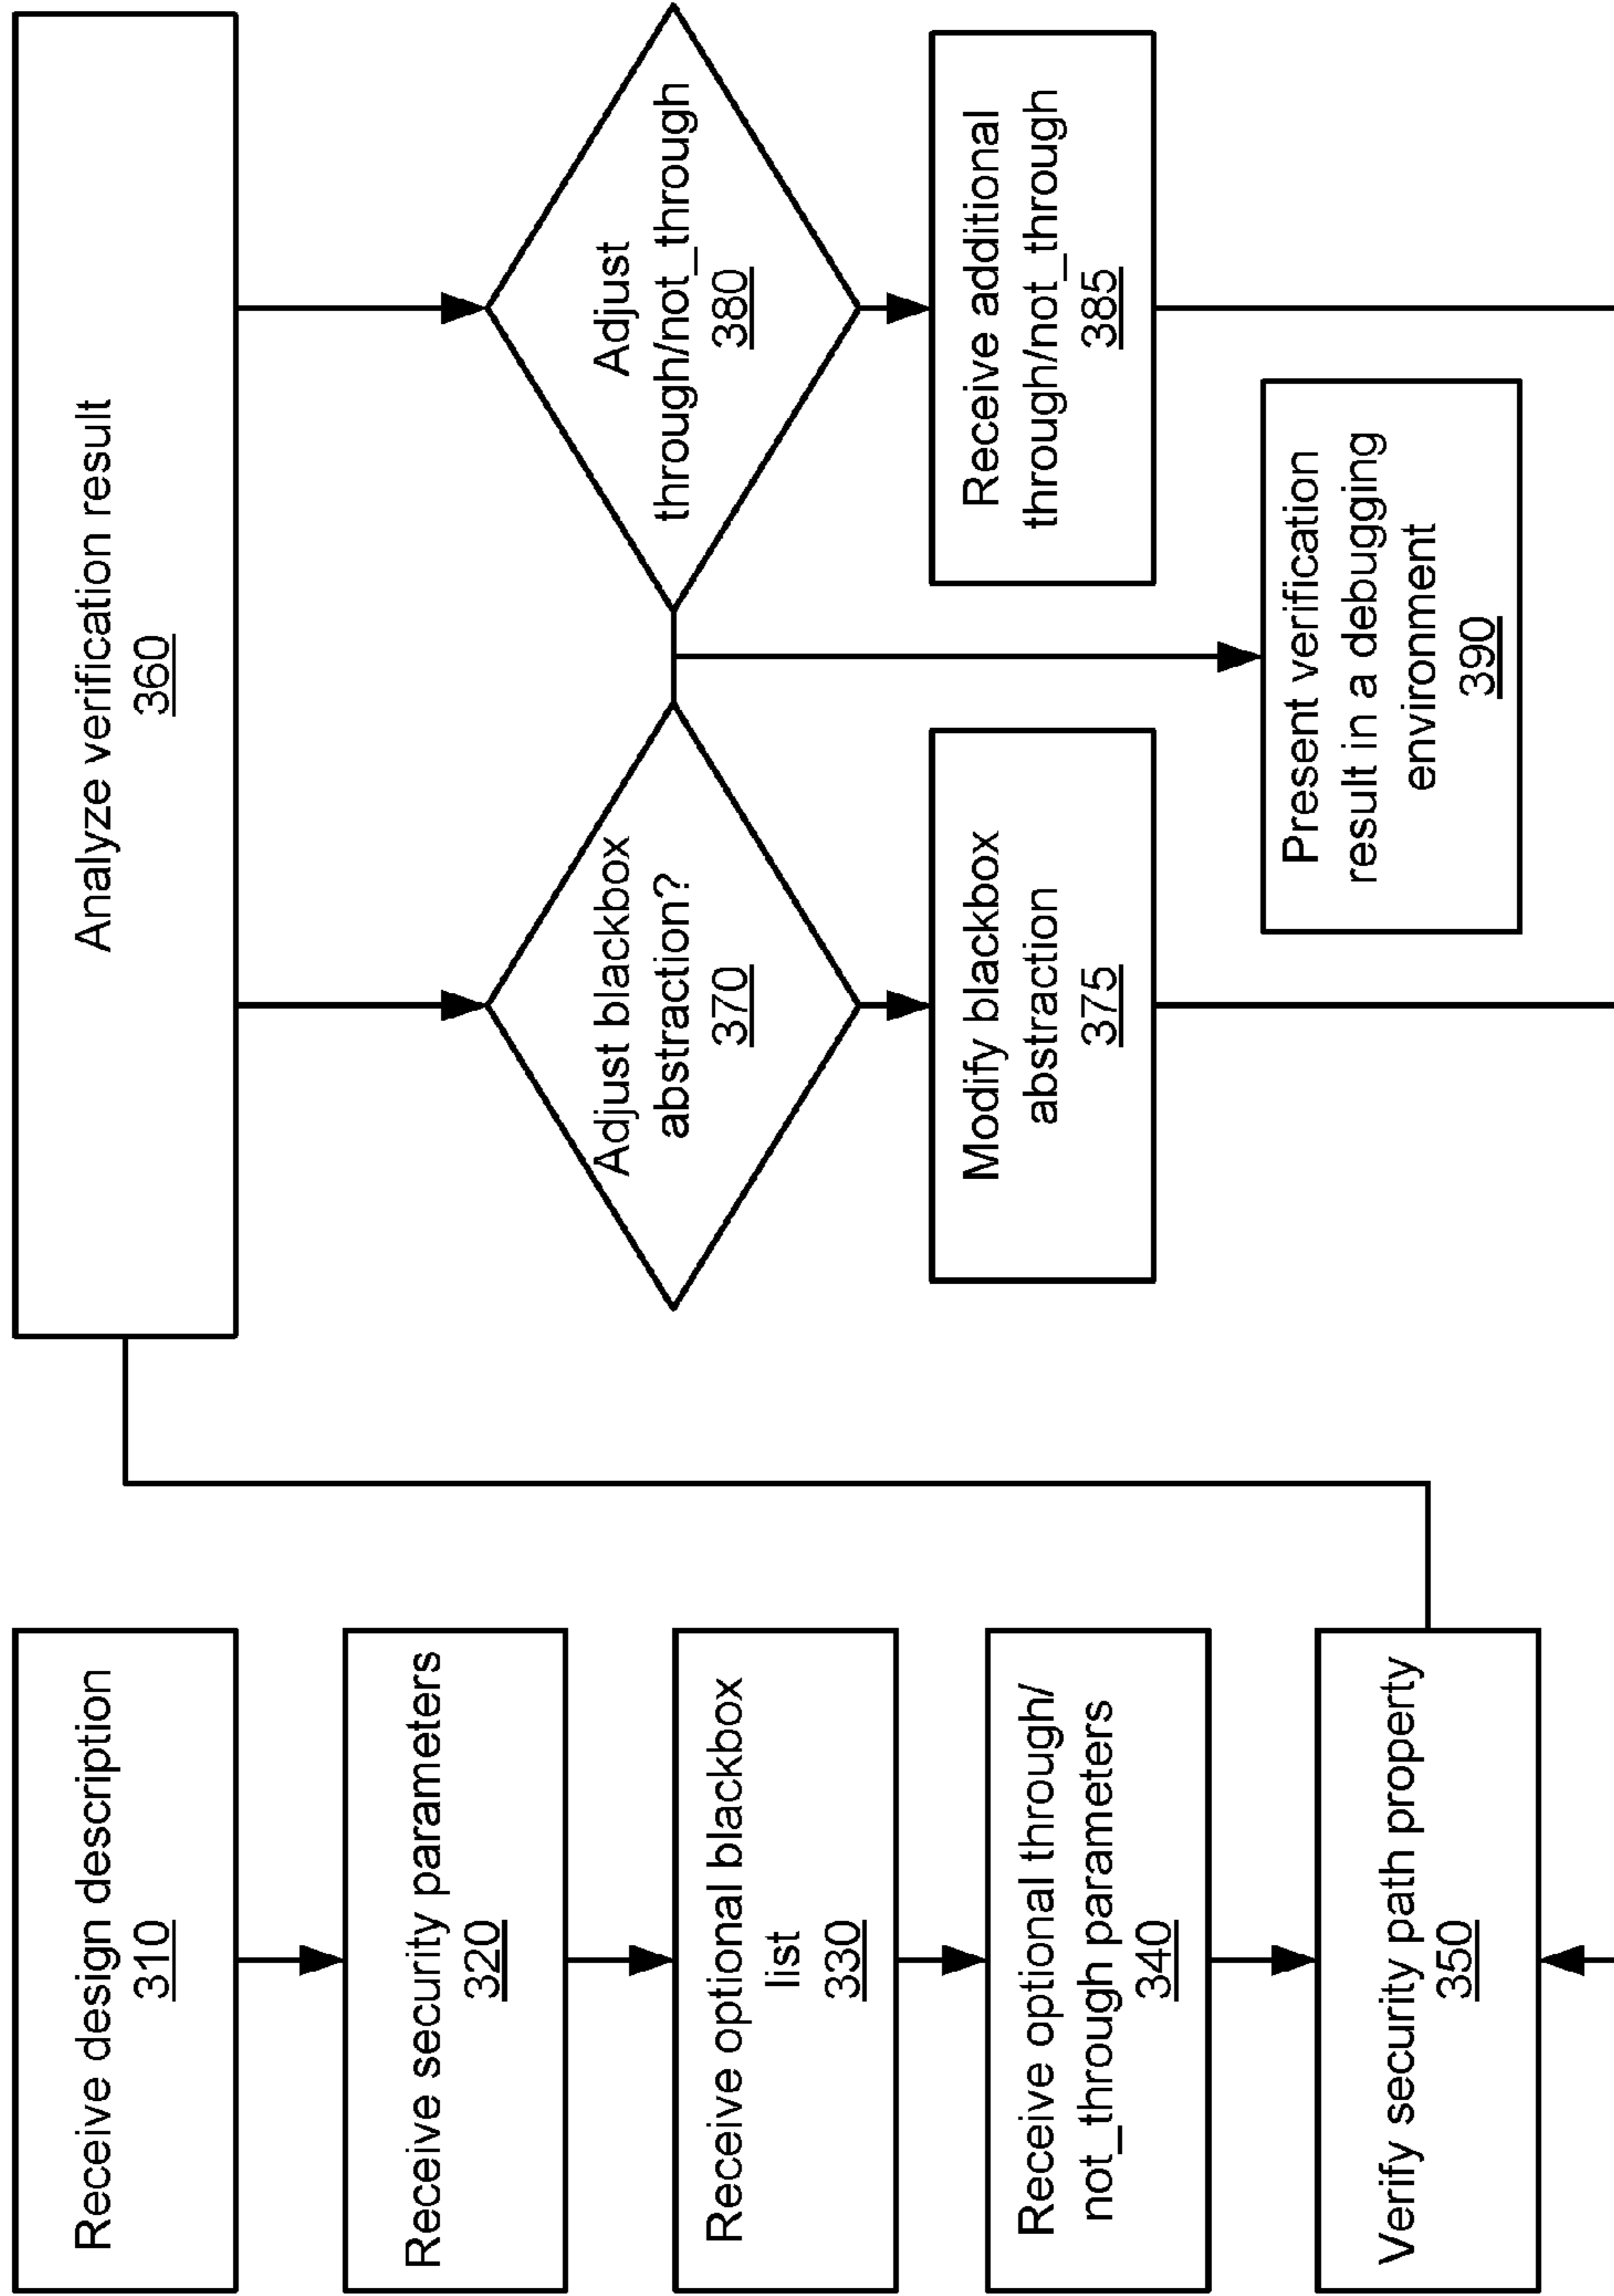 Receive design description
310
Receive security parameters
320
Receive optional blackbox
list
330
Receive optional through/
not_through parameters
340
Verify security path property
350
Analyze verification result
360
Adjust blackbox
abstraction?
370
Modify blackbox
abstraction
375
Adjust
through/not_through
380
Receive additional
through/not_through
385
Present verification
result in a debugging
environment
390